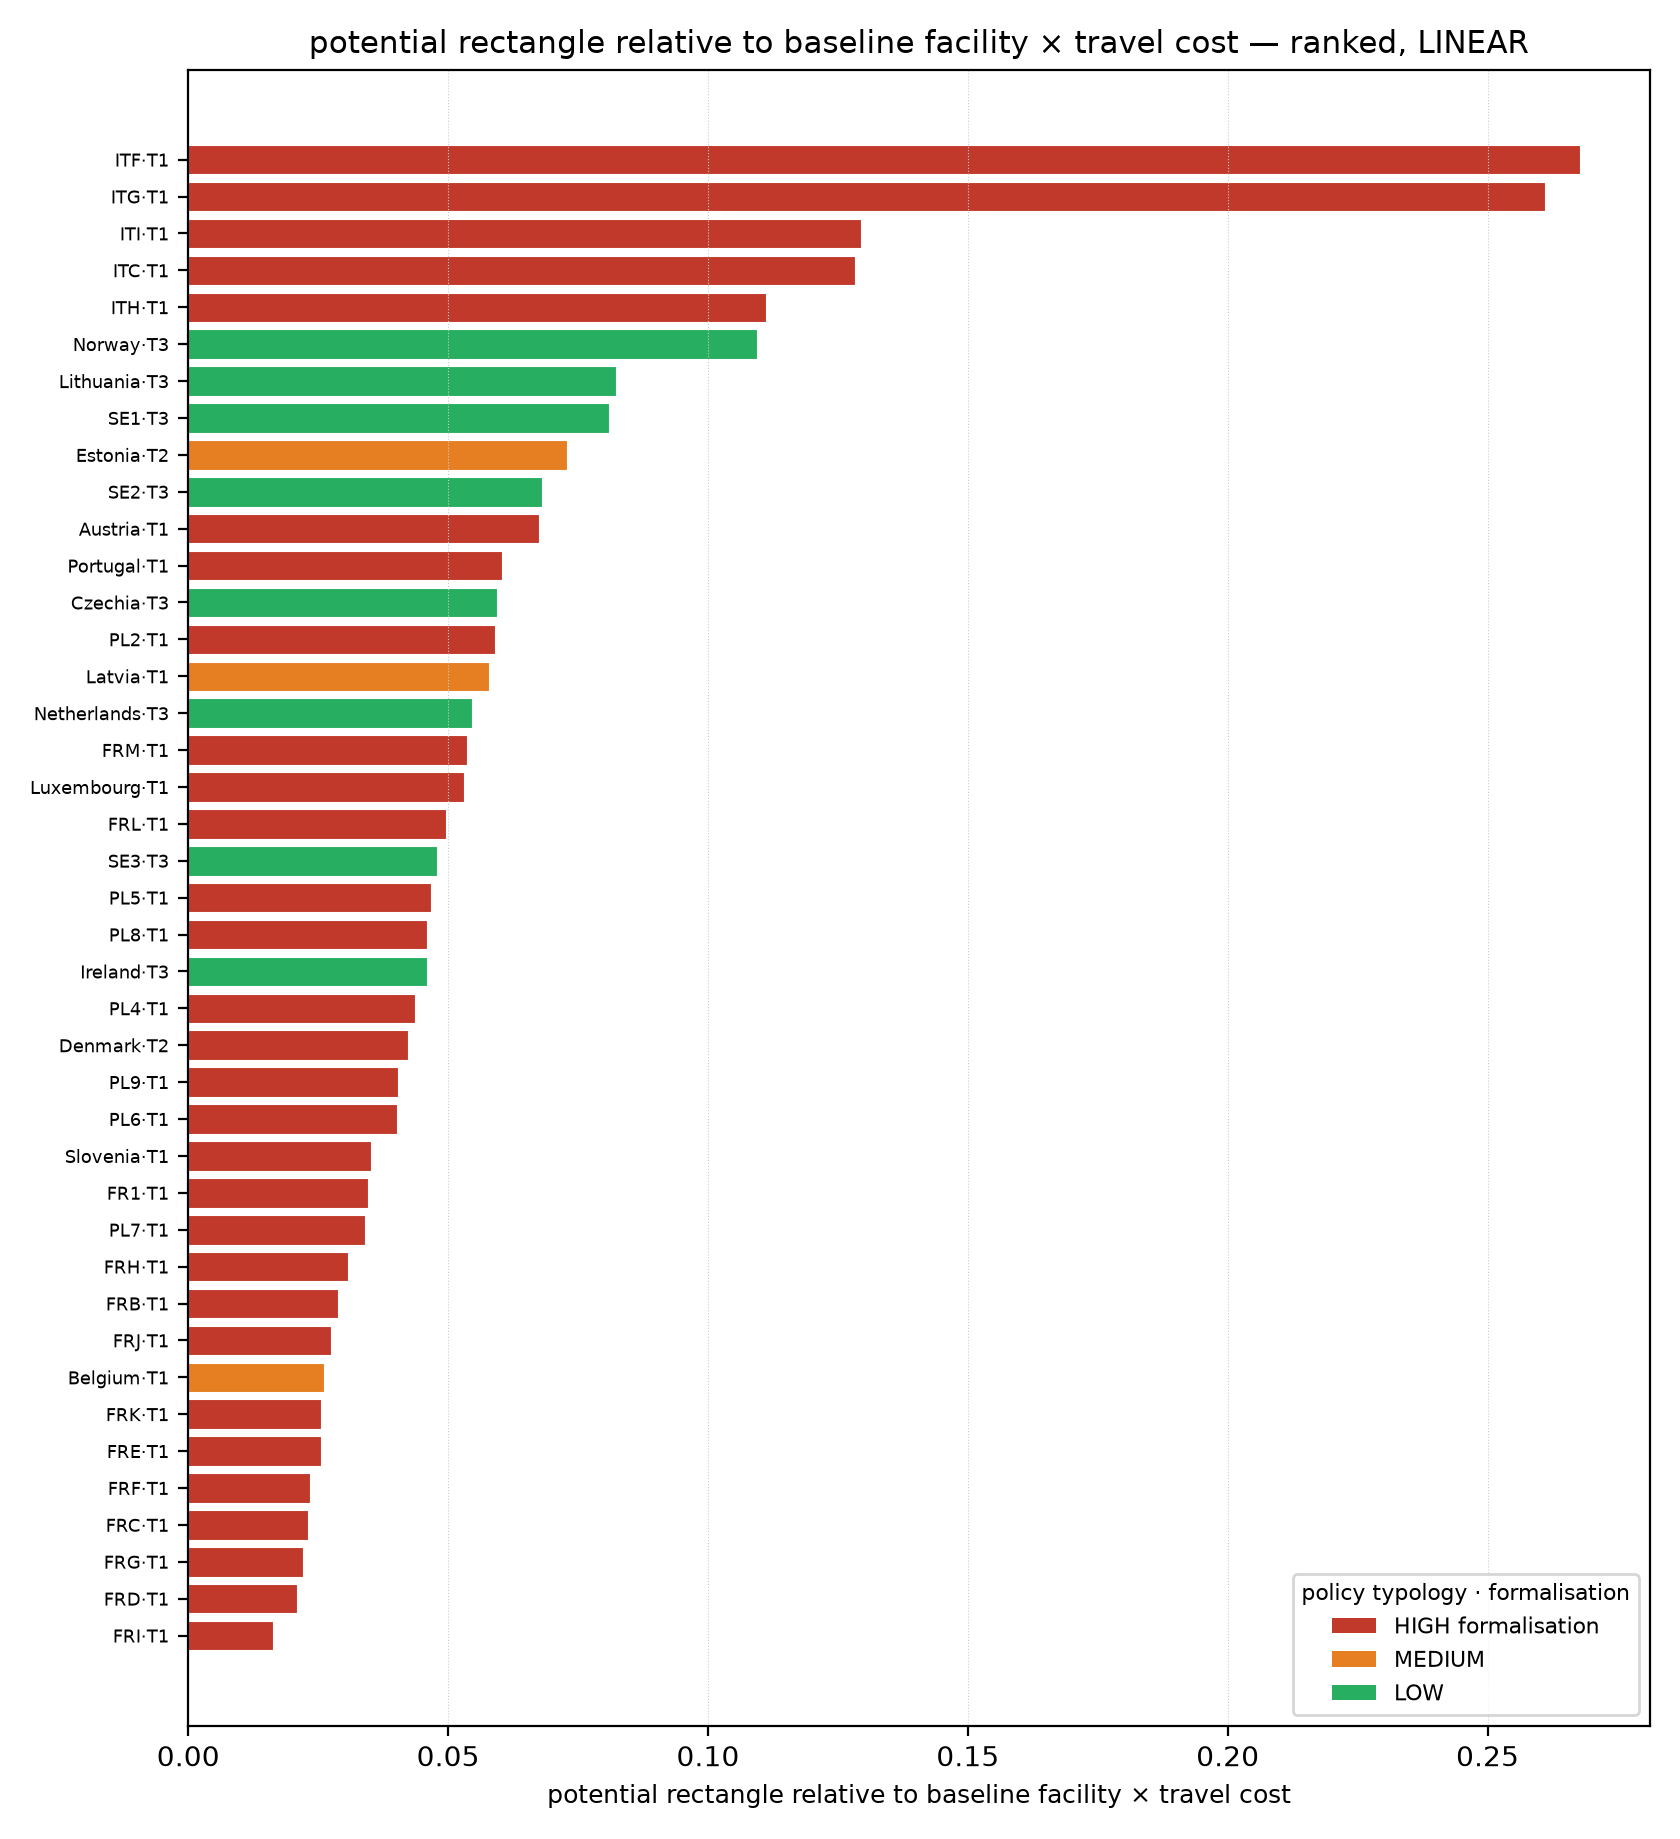 potential rectangle relative to baseline facility × travel cost — ranked, LINEAR
ITF·T1
ITG·T1
ITI·T1
ITC·T1
ITH·T1
Norway·T3
Lithuania·T3
SE1·T3
Estonia·T2
SE2·T3
Austria·T1
Portugal·T1
Czechia·T3
PL2·T1
Latvia·T1
Netherlands·T3
FRM·T1
Luxembourg·T1
FRL·T1
SE3·T3
PL5·T1
PL8·T1
Ireland·T3
PL4·T1
Denmark·T2
PL9·T1
PL6·T1
Slovenia·T1
FR1·T1
PL7·T1
FRH·T1
FRB·T1
FRJ·T1
Belgium·T1
FRK·T1
FRE·T1
FRF·T1
FRC·T1
FRG·T1
FRD·T1
FRI·T1
policy typology · formalisation
HIGH formalisation
MEDIUM
LOW
0.00 0.05 0.10 0.15 0.20 0.25
potential rectangle relative to baseline facility × travel cost